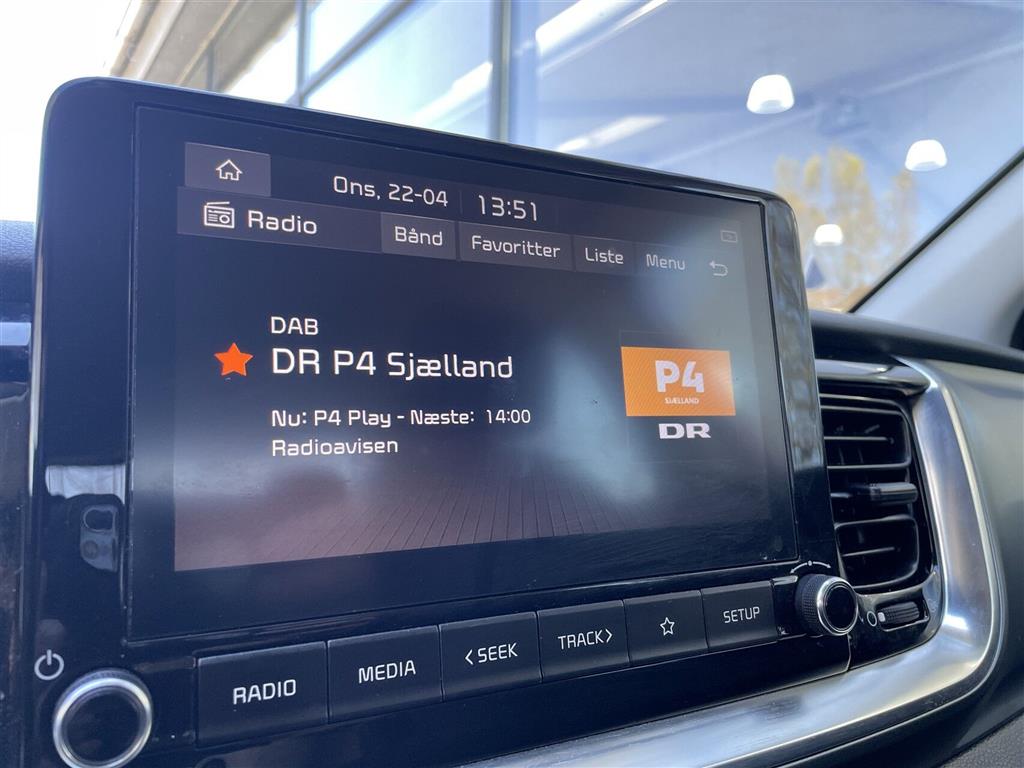 Ons, 22-04 13:51
Radio Bånd Favoritter Liste Menu
DAB
DR P4 Sjælland
Nu: P4 Play - Næste: 14:00
Radioavisen
P4
SJÆLLAND
DR
RADIO MEDIA <SEEK TRACK> SETUP